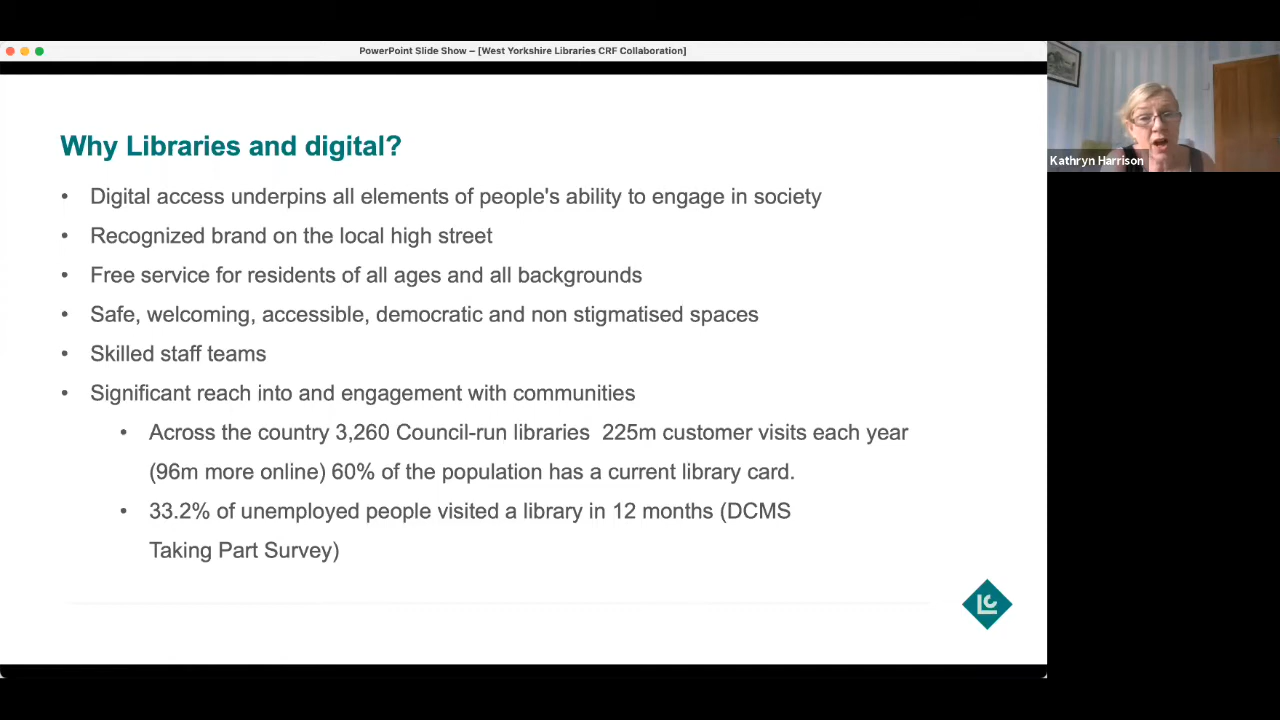 PowerPoint Slide Show – [West Yorkshire Libraries CRF Collaboration]
Why Libraries and digital?
• Digital access underpins all elements of people's ability to engage in society
• Recognized brand on the local high street
• Free service for residents of all ages and all backgrounds
• Safe, welcoming, accessible, democratic and non stigmatised spaces
• Skilled staff teams
• Significant reach into and engagement with communities
• Across the country 3,260 Council-run libraries  225m customer visits each year
(96m more online) 60% of the population has a current library card.
• 33.2% of unemployed people visited a library in 12 months (DCMS
Taking Part Survey)
LC
Kathryn Harrison